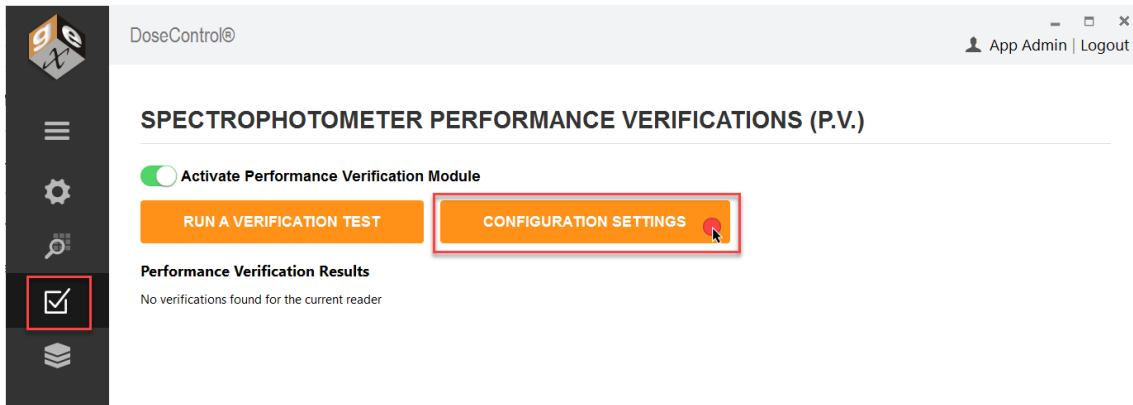 gex
DoseControl®
App Admin | Logout
SPECTROPHOTOMETER PERFORMANCE VERIFICATIONS (P.V.)
Activate Performance Verification Module
RUN A VERIFICATION TEST
CONFIGURATION SETTINGS
Performance Verification Results
No verifications found for the current reader